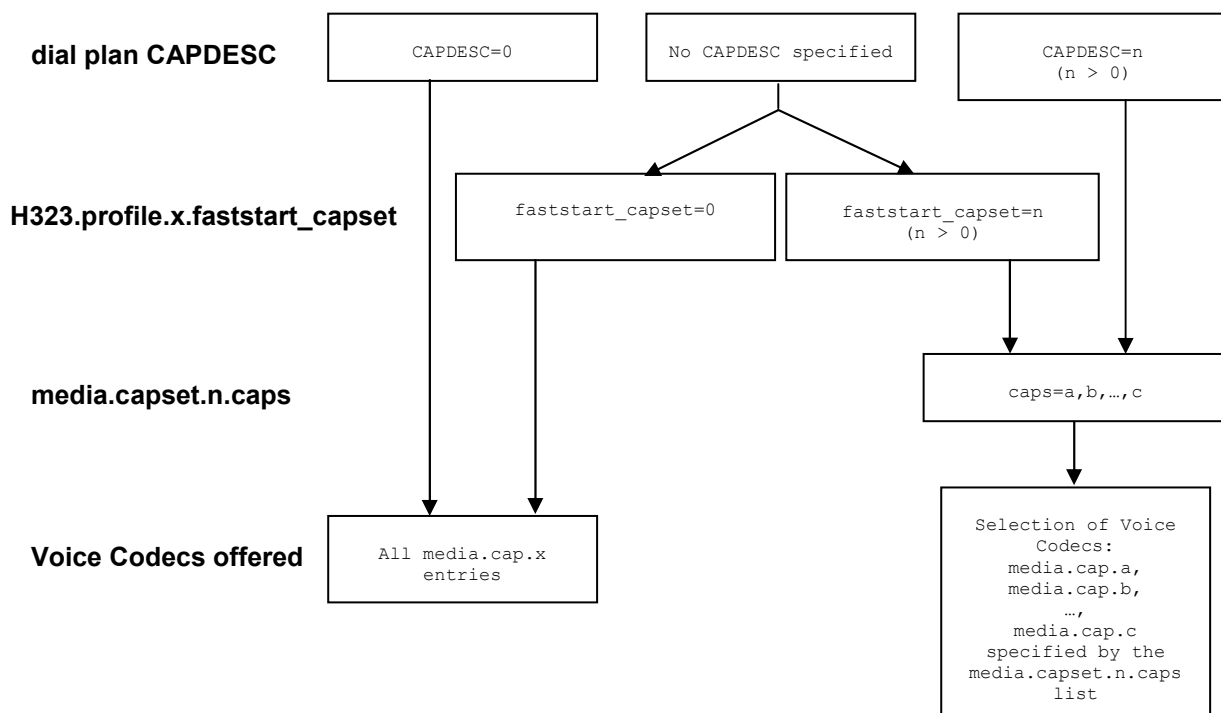 dial plan CAPDESC
CAPDESC=0
No CAPDESC specified
CAPDESC=n
(n > 0)
H323.profile.x.faststart_capset
faststart_capset=0
faststart_capset=n
(n > 0)
media.capset.n.caps
caps=a,b,…,c
Voice Codecs offered
All media.cap.x
entries
Selection of Voice
Codecs:
media.cap.a,
media.cap.b,
…,
media.cap.c
specified by the
media.capset.n.caps
list